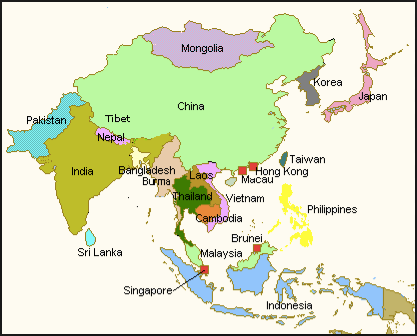 Mongolia
Korea
Japan
China
Pakistan
Tibet
Nepal
Taiwan
India
Bangladesh
Laos
Hong Kong
Burma
Macau
Thailand
Vietnam
Cambodia
Philippines
Brunei
Sri Lanka
Malaysia
Singapore
Indonesia